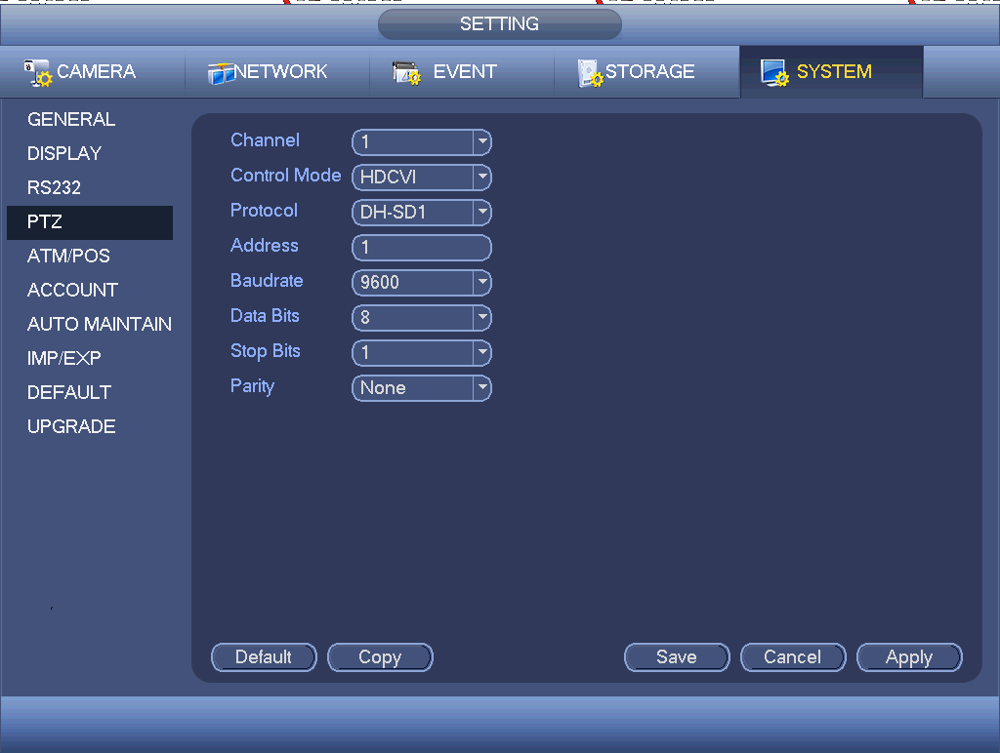 SETTING
CAMERA NETWORK EVENT STORAGE SYSTEM
GENERAL
DISPLAY
RS232
PTZ
ATM/POS
ACCOUNT
AUTO MAINTAIN
IMP/EXP
DEFAULT
UPGRADE
Channel 1
Control Mode HDCVI
Protocol DH-SD1
Address 1
Baudrate 9600
Data Bits 8
Stop Bits 1
Parity None
Default Copy Save Cancel Apply